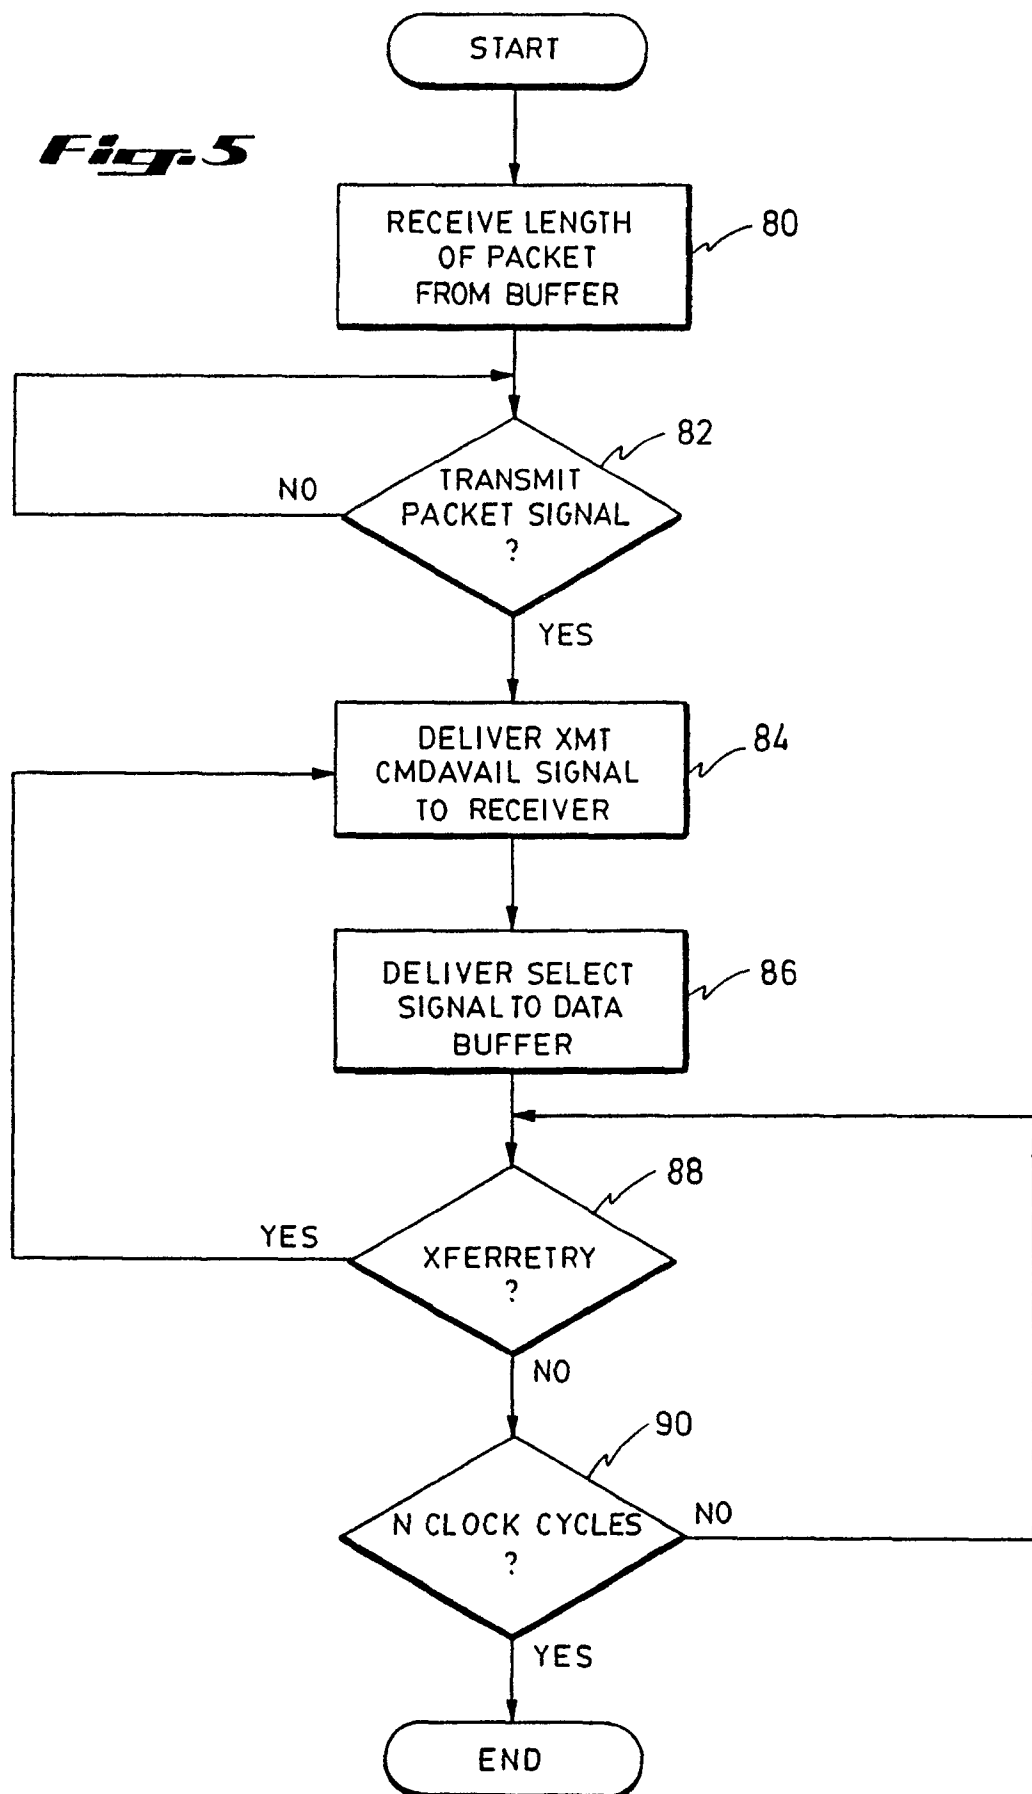 START
Fig. 5
RECEIVE LENGTH
OF PACKET
FROM BUFFER
80
82
TRANSMIT
PACKET SIGNAL
?
NO
YES
DELIVER XMT
CMDAVAIL SIGNAL
TO RECEIVER
84
DELIVER SELECT
SIGNAL TO DATA
BUFFER
86
88
XFERRETRY
?
YES
NO
90
N CLOCK CYCLES
?
NO
YES
END